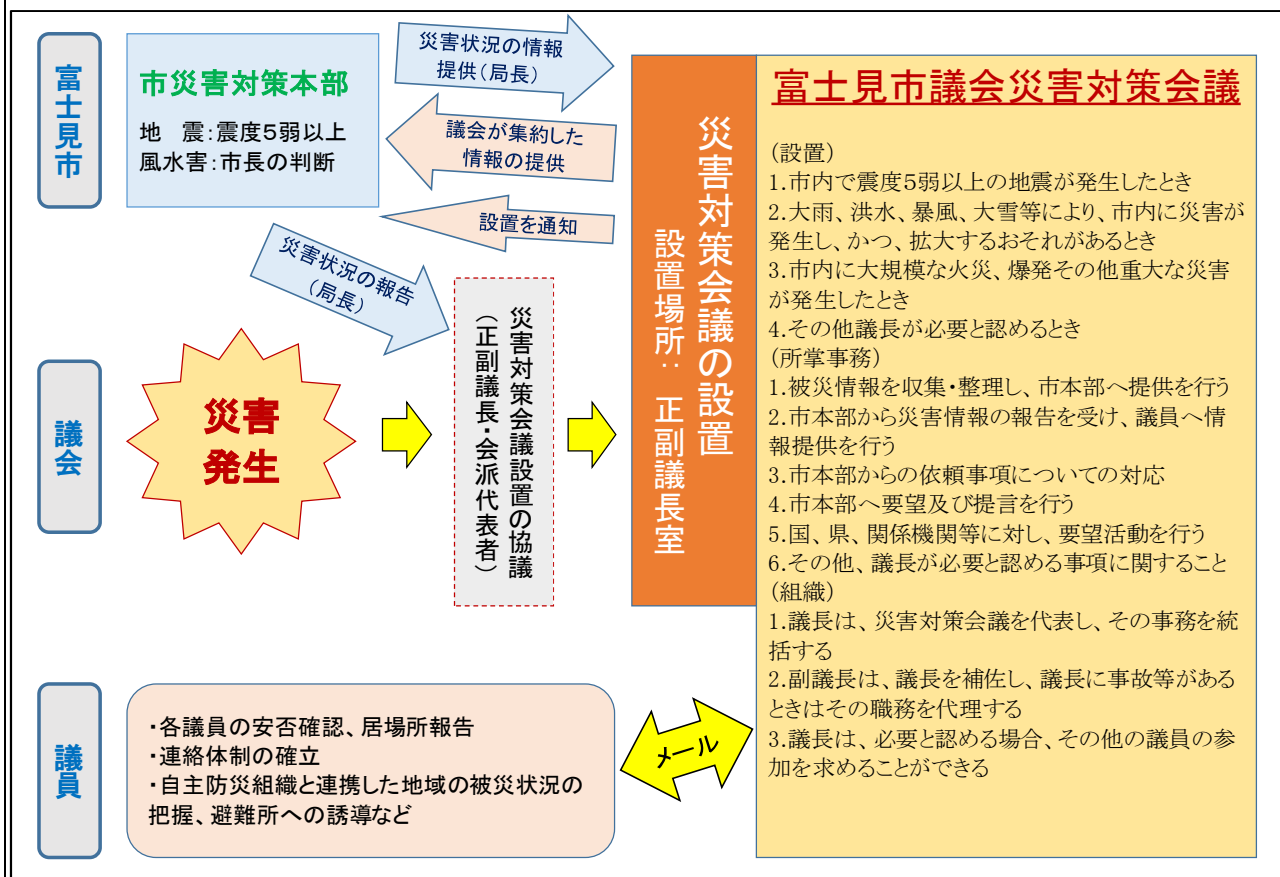 富士見市
市災害対策本部
地　震：震度５弱以上
風水害：市長の判断
災害状況の情報
提供（局長）
議会が集約した
情報の提供
設置を通知
災害状況の報告
（局長）
議会
災害
発生
災害対策会議設置の協議
（正副議長・会派代表者）
災害対策会議の設置
設置場所：　正副議長室
富士見市議会災害対策会議
（設置）
1.市内で震度５弱以上の地震が発生したとき
2.大雨、洪水、暴風、大雪等により、市内に災害が
発生し、かつ、拡大するおそれがあるとき
3.市内に大規模な火災、爆発その他重大な災害
が発生したとき
4.その他議長が必要と認めるとき
（所掌事務）
1.被災情報を収集・整理し、市本部へ提供を行う
2.市本部から災害情報の報告を受け、議員へ情
報提供を行う
3.市本部からの依頼事項についての対応
4.市本部へ要望及び提言を行う
5.国、県、関係機関等に対し、要望活動を行う
6.その他、議長が必要と認める事項に関すること
（組織）
1.議長は、災害対策会議を代表し、その事務を統
括する
2.副議長は、議長を補佐し、議長に事故等がある
ときはその職務を代理する
3.議長は、必要と認める場合、その他の議員の参
加を求めることができる
議員
・各議員の安否確認、居場所報告
・連絡体制の確立
・自主防災組織と連携した地域の被災状況の
把握、避難所への誘導など
メール